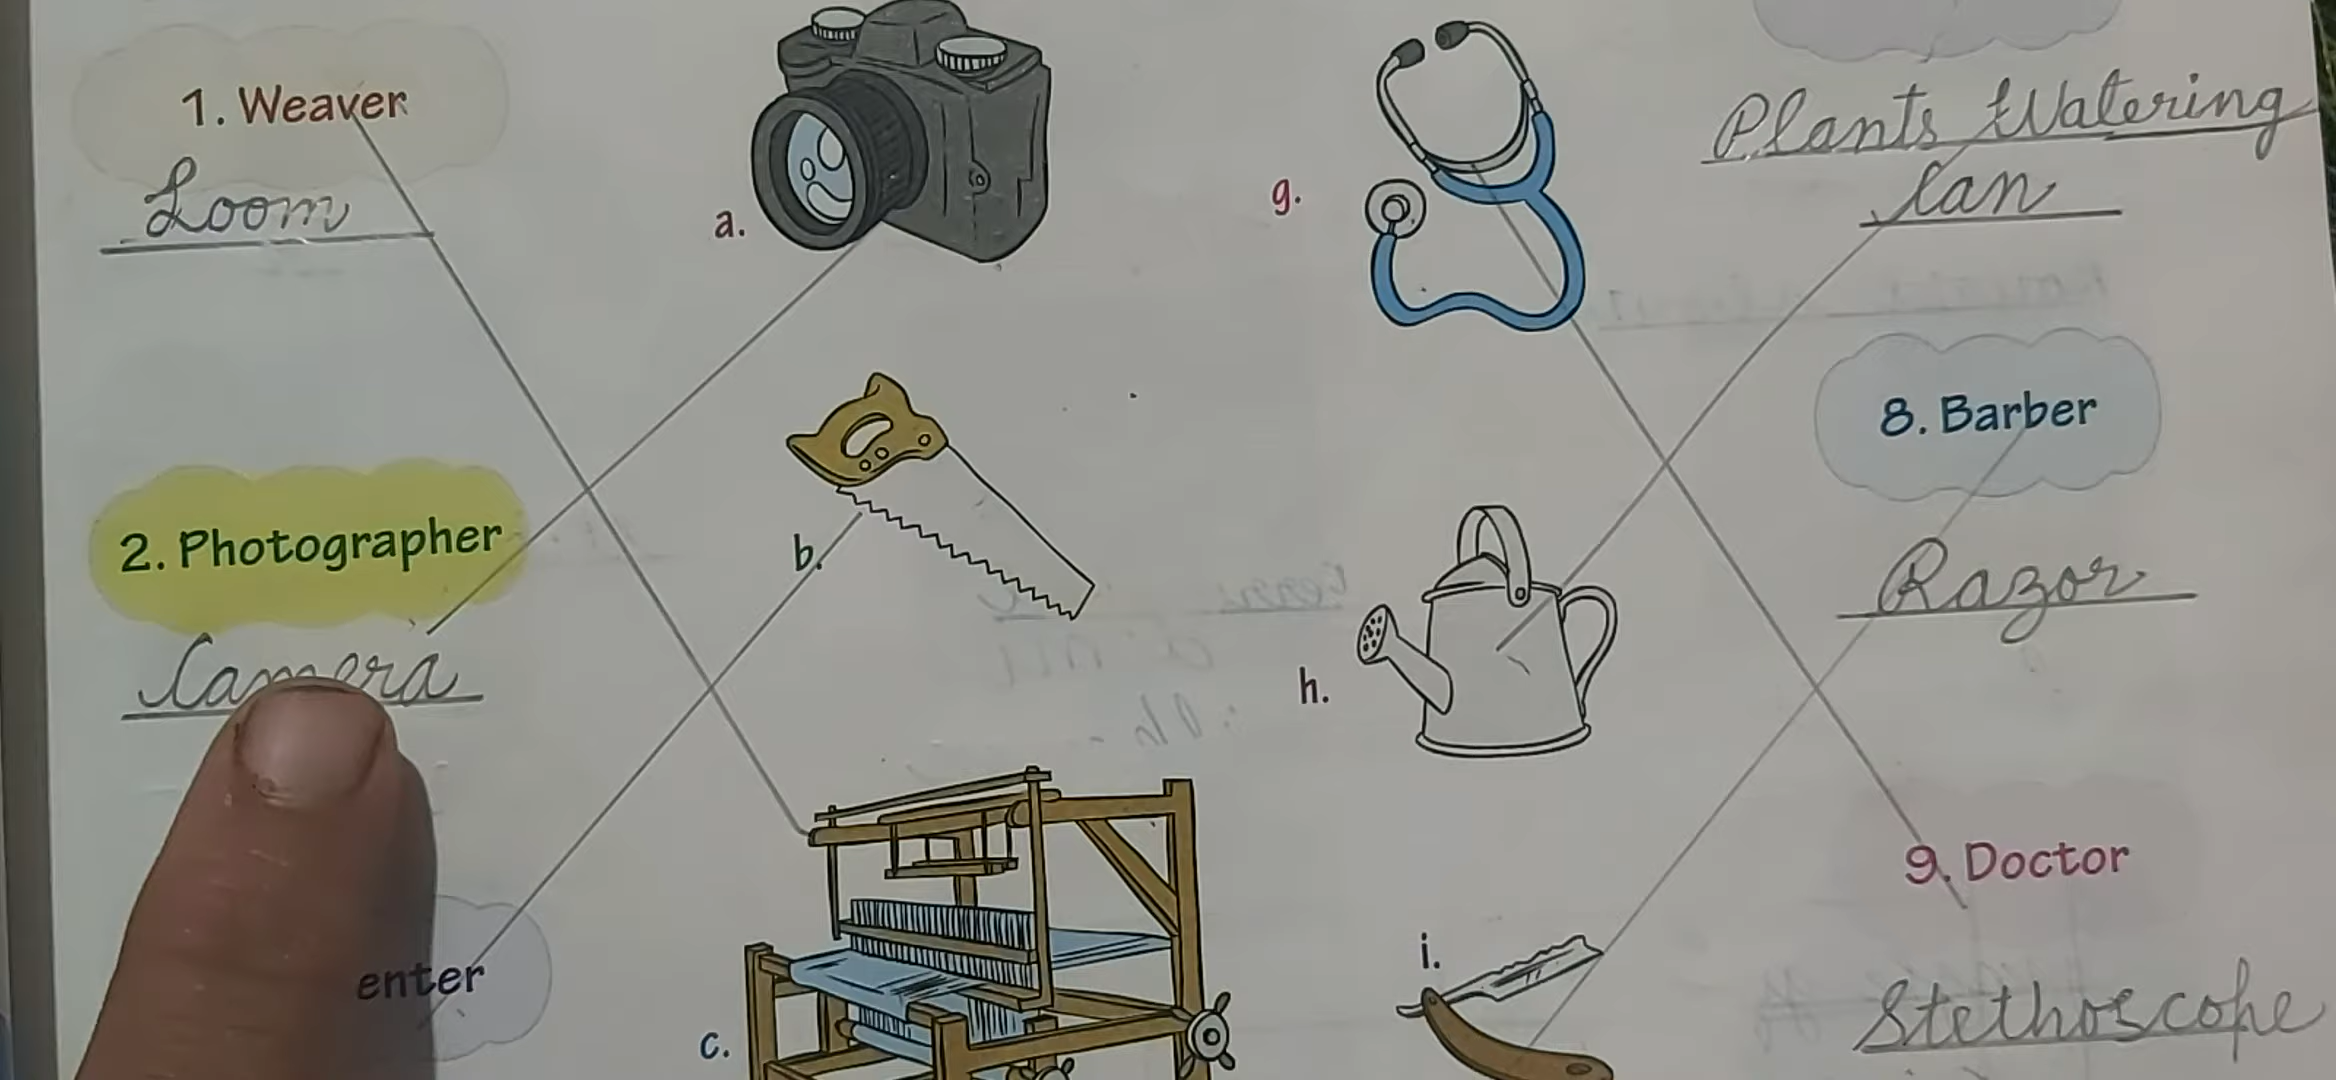 1. Weaver
Loom
a.
g.
Plants Watering
Can
b.
8. Barber
2. Photographer
Razor
Camera
h.
9. Doctor
enter
i.
c.
Stethoscope